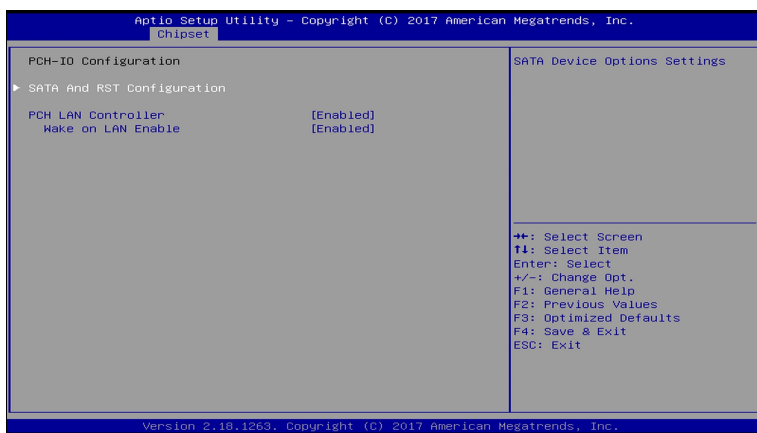 Aptio Setup Utility – Copyright (C) 2017 American Megatrends, Inc.
Chipset
PCH-IO Configuration
▶ SATA And RST Configuration
PCH LAN Controller [Enabled]
Wake on LAN Enable [Enabled]
SATA Device Options Settings
→←: Select Screen
↑↓: Select Item
Enter: Select
+/-: Change Opt.
F1: General Help
F2: Previous Values
F3: Optimized Defaults
F4: Save & Exit
ESC: Exit
Version 2.18.1263. Copyright (C) 2017 American Megatrends, Inc.